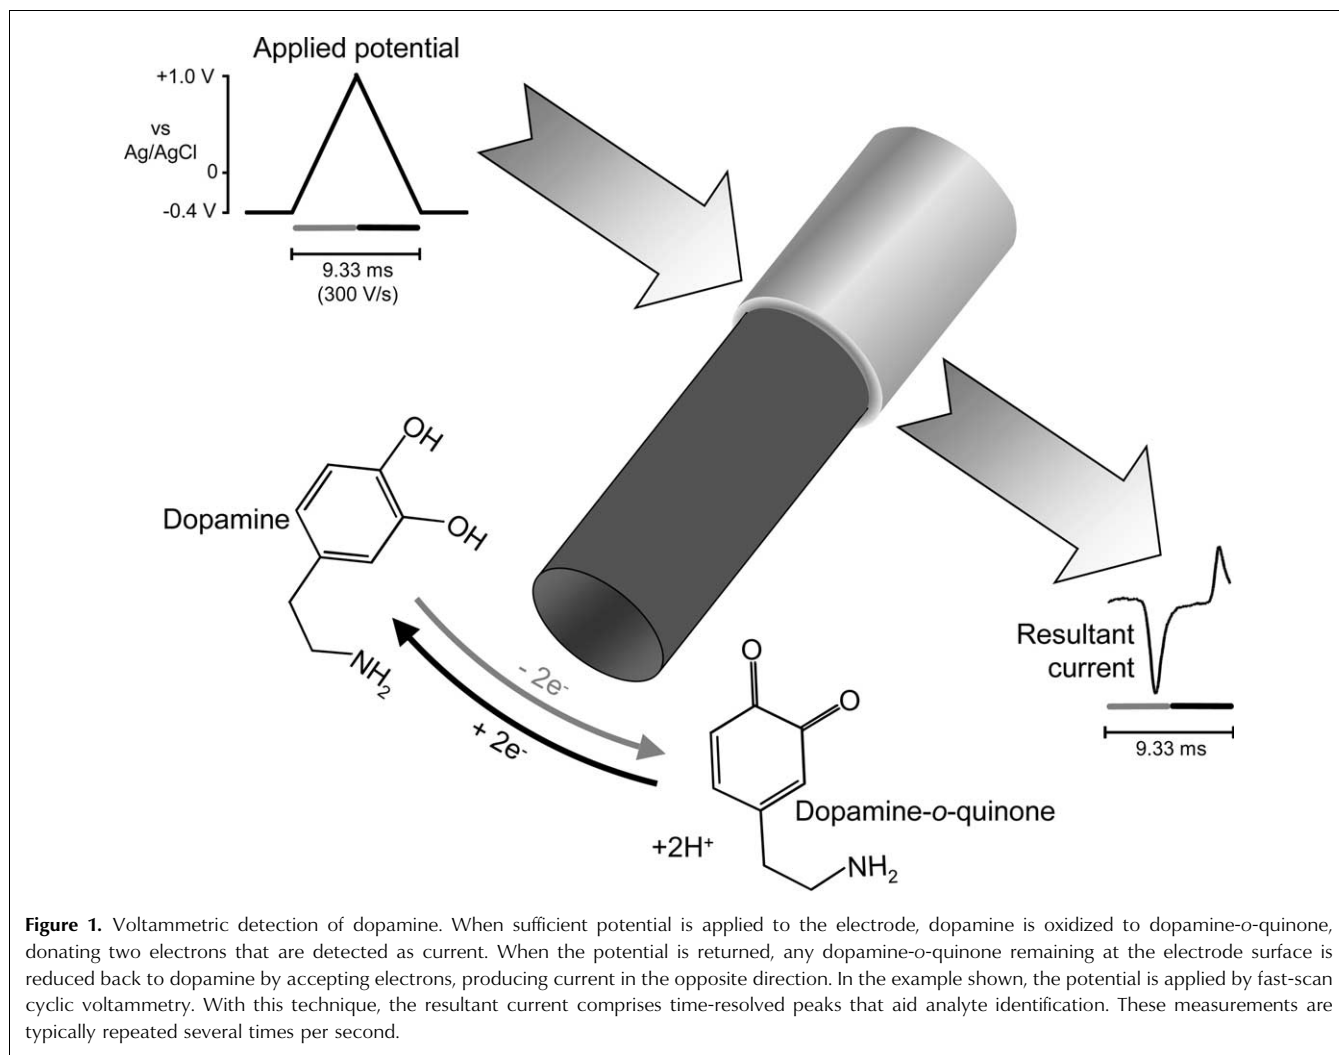 Applied potential
+1.0 V
vs
Ag/AgCl
0
-0.4 V
9.33 ms
(300 V/s)
OH
Dopamine
OH
NH₂
- 2e⁻
+ 2e⁻
Resultant
current
9.33 ms
O
O
Dopamine-o-quinone
+2H⁺
NH₂
Figure 1. Voltammetric detection of dopamine. When sufficient potential is applied to the electrode, dopamine is oxidized to dopamine-o-quinone,
donating two electrons that are detected as current. When the potential is returned, any dopamine-o-quinone remaining at the electrode surface is
reduced back to dopamine by accepting electrons, producing current in the opposite direction. In the example shown, the potential is applied by fast-scan
cyclic voltammetry. With this technique, the resultant current comprises time-resolved peaks that aid analyte identification. These measurements are
typically repeated several times per second.